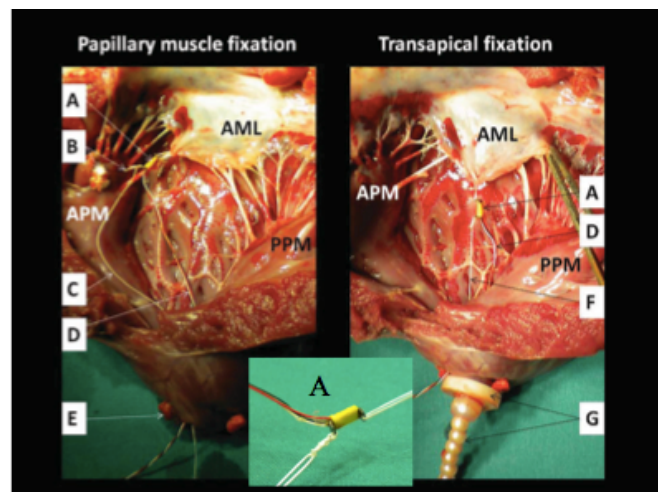 Papillary muscle fixation
Transapical fixation
A
B
AML
APM
PPM
C
D
E
AML
APM
A
D
PPM
F
G
A